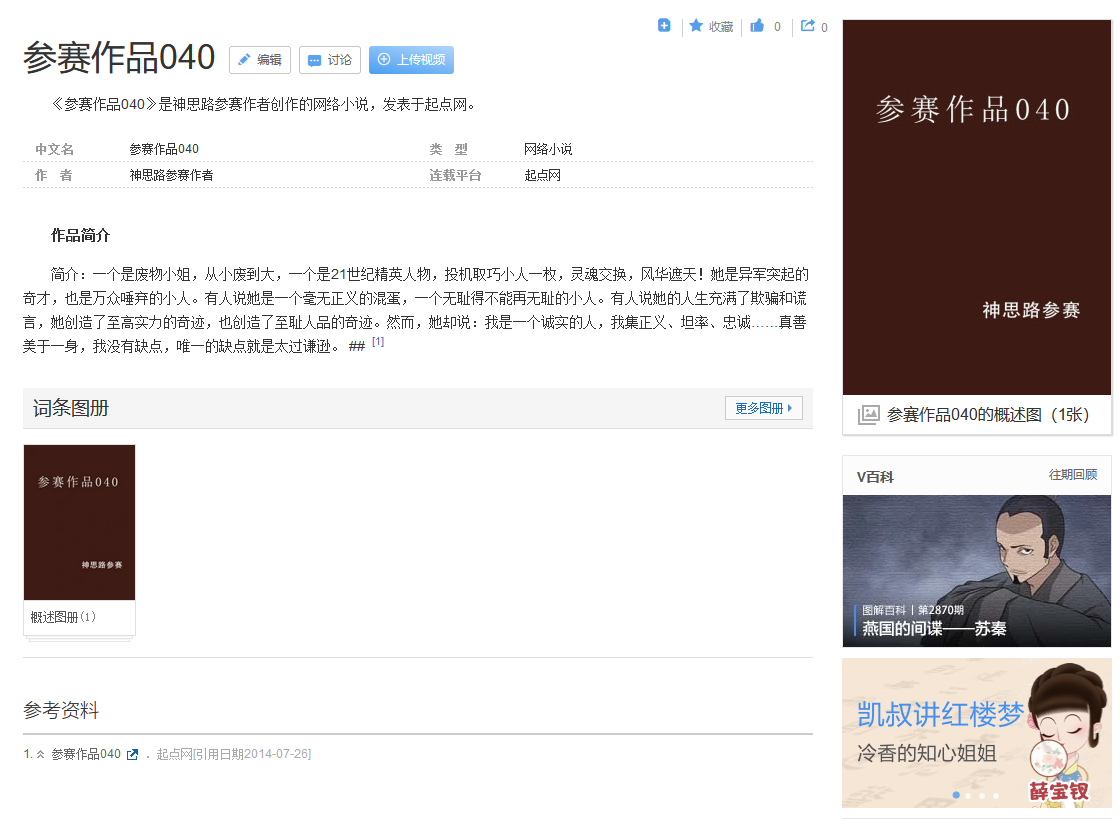 收藏 0 0
参赛作品040 编辑 讨论 上传视频
《参赛作品040》是神思路参赛作者创作的网络小说，发表于起点网。
中文名 参赛作品040 类 型 网络小说
作 者 神思路参赛作者 连载平台 起点网
作品简介
简介：一个是废物小姐，从小废到大，一个是21世纪精英人物，投机取巧小人一枚，灵魂交换，风华遮天！她是异军突起的
奇才，也是万众唾弃的小人。有人说她是一个毫无正义的混蛋，一个无耻得不能再无耻的小人。有人说她的人生充满了欺骗和谎
言，她创造了至高实力的奇迹，也创造了至耻人品的奇迹。然而，她却说：我是一个诚实的人，我集正义、坦率、忠诚……真善
美于一身，我没有缺点，唯一的缺点就是太过谦逊。 ## [1]
词条图册 更多图册
参赛作品040
神思路参赛
概述图册(1)
参考资料
1. 参赛作品040 ．起点网[引用日期2014-07-26]
参赛作品040
神思路参赛
参赛作品040的概述图（1张）
V百科 往期回顾
图解百科丨第2870期
燕国的间谍——苏秦
凯叔讲红楼梦
冷香的知心姐姐
薛宝钗